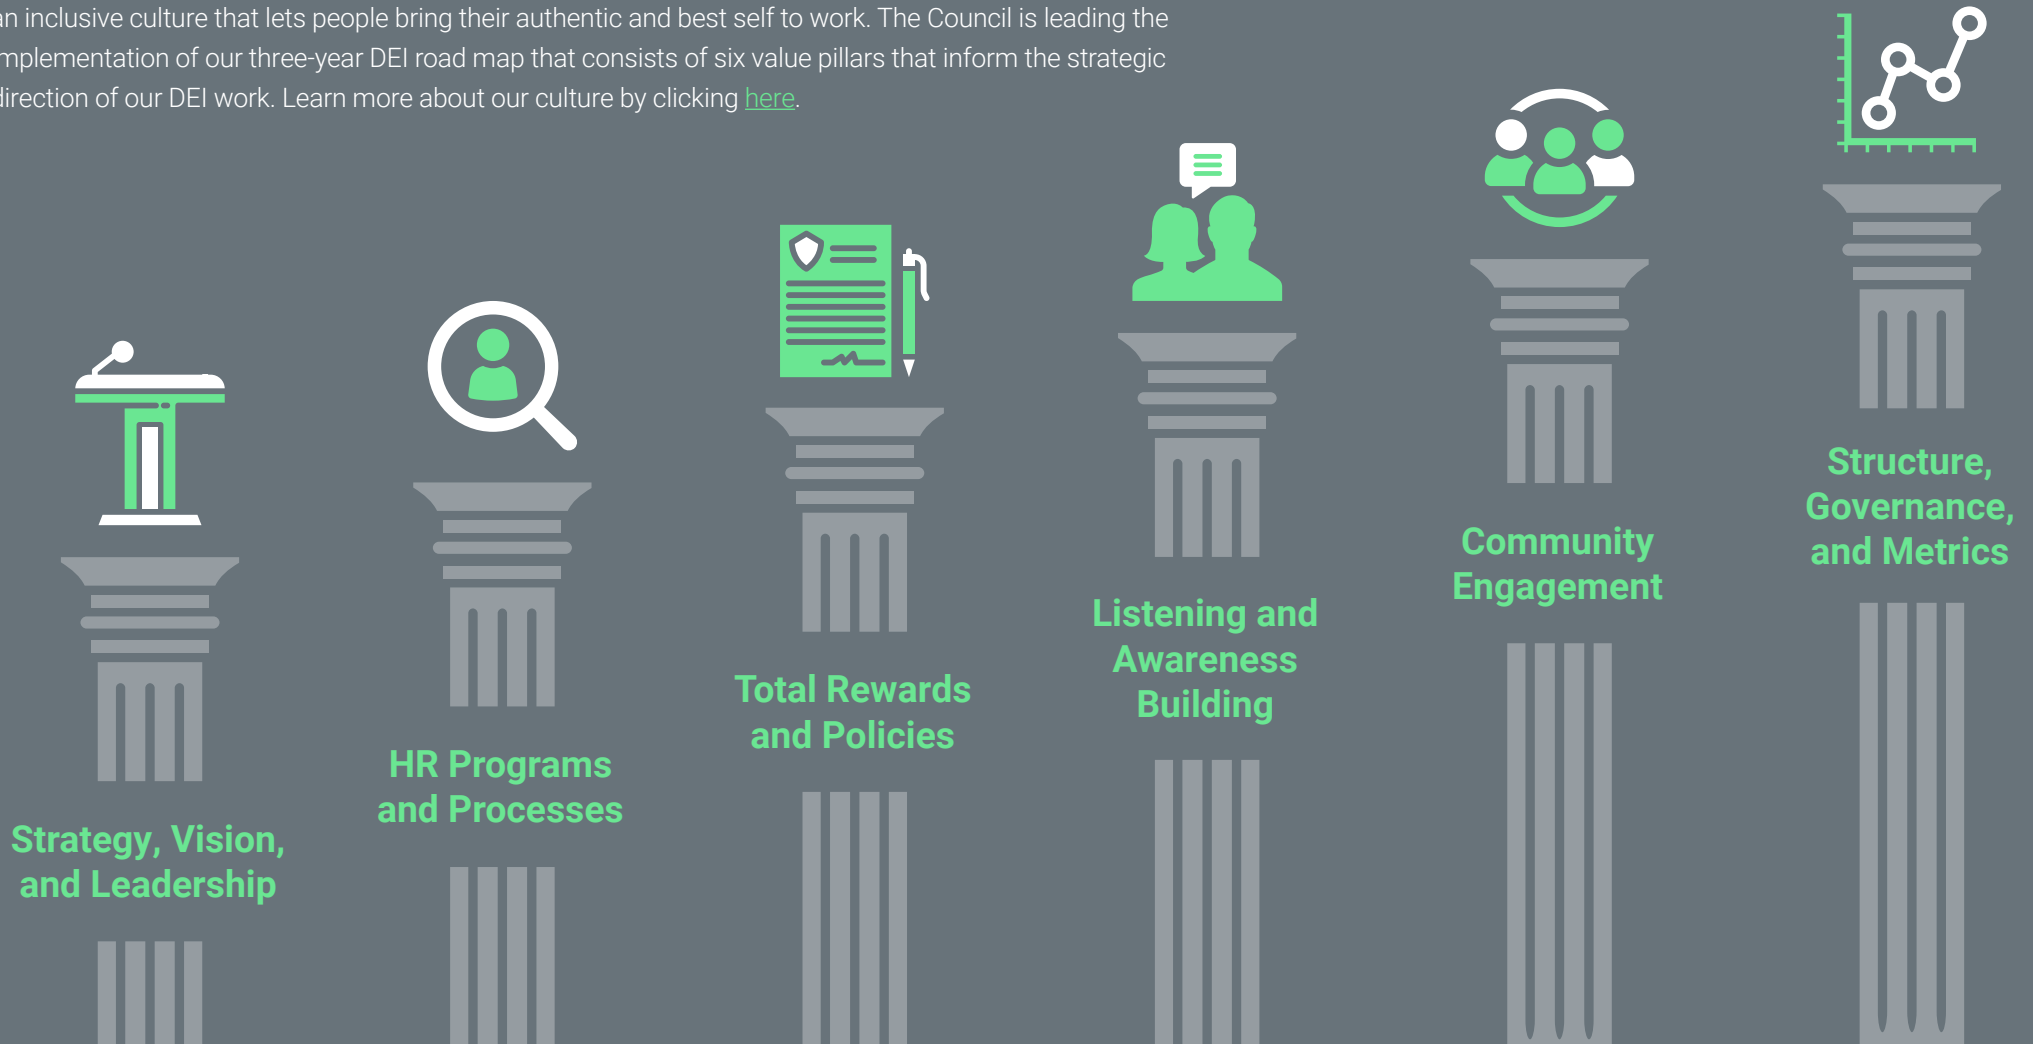 an inclusive culture that lets people bring their authentic and best self to work. The Council is leading the
mplementation of our three-year DEI road map that consists of six value pillars that inform the strategic
direction of our DEI work. Learn more about our culture by clicking here.
Strategy, Vision,
and Leadership
HR Programs
and Processes
Total Rewards
and Policies
Listening and
Awareness
Building
Community
Engagement
Structure,
Governance,
and Metrics